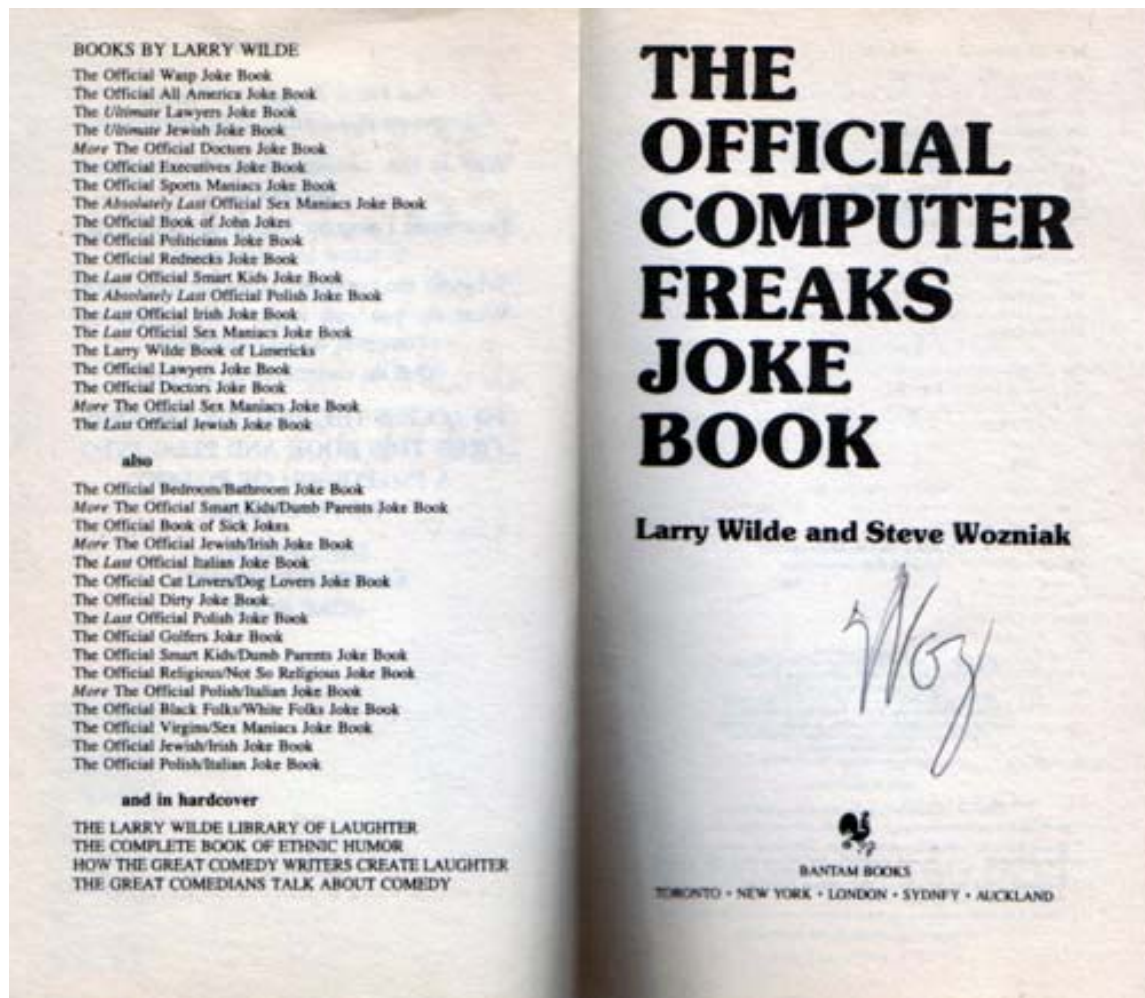 BOOKS BY LARRY WILDE
The Official Wasp Joke Book
The Official All America Joke Book
The Ultimate Lawyers Joke Book
The Ultimate Jewish Joke Book
More The Official Doctors Joke Book
The Official Executives Joke Book
The Official Sports Maniacs Joke Book
The Absolutely Last Official Sex Maniacs Joke Book
The Official Book of John Jokes
The Official Politicians Joke Book
The Official Rednecks Joke Book
The Last Official Smart Kids Joke Book
The Absolutely Last Official Polish Joke Book
The Last Official Irish Joke Book
The Last Official Sex Maniacs Joke Book
The Larry Wilde Book of Limericks
The Official Lawyers Joke Book
The Official Doctors Joke Book
More The Official Sex Maniacs Joke Book
The Last Official Jewish Joke Book
also
The Official Bedroom/Bathroom Joke Book
More The Official Smart Kids/Dumb Parents Joke Book
The Official Book of Sick Jokes
More The Official Jewish/Irish Joke Book
The Last Official Italian Joke Book
The Official Cat Lovers/Dog Lovers Joke Book
The Official Dirty Joke Book
The Last Official Polish Joke Book
The Official Golfers Joke Book
The Official Smart Kids/Dumb Parents Joke Book
The Official Religious/Not So Religious Joke Book
More The Official Polish/Italian Joke Book
The Official Black Folks/White Folks Joke Book
The Official Virgins/Sex Maniacs Joke Book
The Official Jewish/Irish Joke Book
The Official Polish/Italian Joke Book
and in hardcover
THE LARRY WILDE LIBRARY OF LAUGHTER
THE COMPLETE BOOK OF ETHNIC HUMOR
HOW THE GREAT COMEDY WRITERS CREATE LAUGHTER
THE GREAT COMEDIANS TALK ABOUT COMEDY
THE
OFFICIAL
COMPUTER
FREAKS
JOKE
BOOK
Larry Wilde and Steve Wozniak
Woz
BANTAM BOOKS
TORONTO • NEW YORK • LONDON • SYDNEY • AUCKLAND